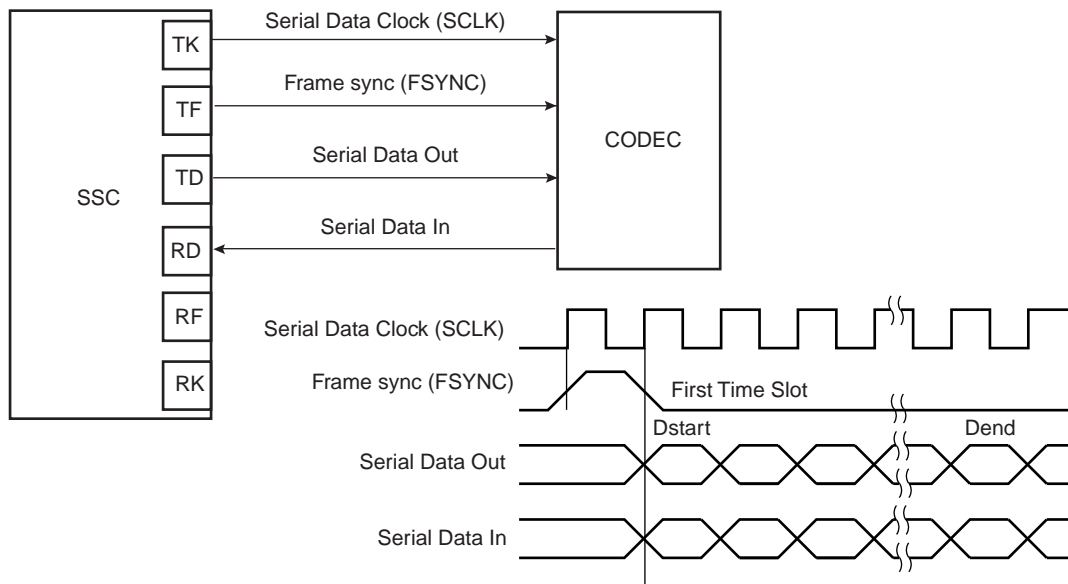 TK
Serial Data Clock (SCLK)
TF
Frame sync (FSYNC)
CODEC
TD
Serial Data Out
SSC
RD
Serial Data In
RF
RK
Serial Data Clock (SCLK)
Frame sync (FSYNC)
First Time Slot
Dstart
Dend
Serial Data Out
Serial Data In